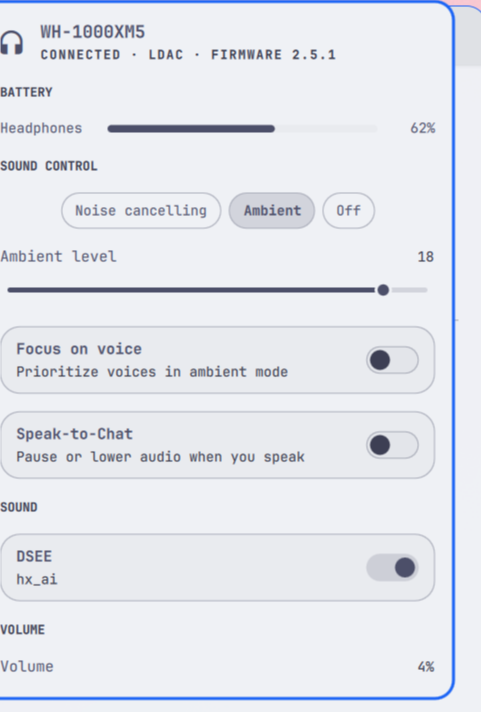 WH-1000XM5
CONNECTED · LDAC · FIRMWARE 2.5.1
BATTERY
Headphones 62%
SOUND CONTROL
Noise cancelling Ambient Off
Ambient level 18
Focus on voice
Prioritize voices in ambient mode
Speak-to-Chat
Pause or lower audio when you speak
SOUND
DSEE
hx_ai
VOLUME
Volume 4%